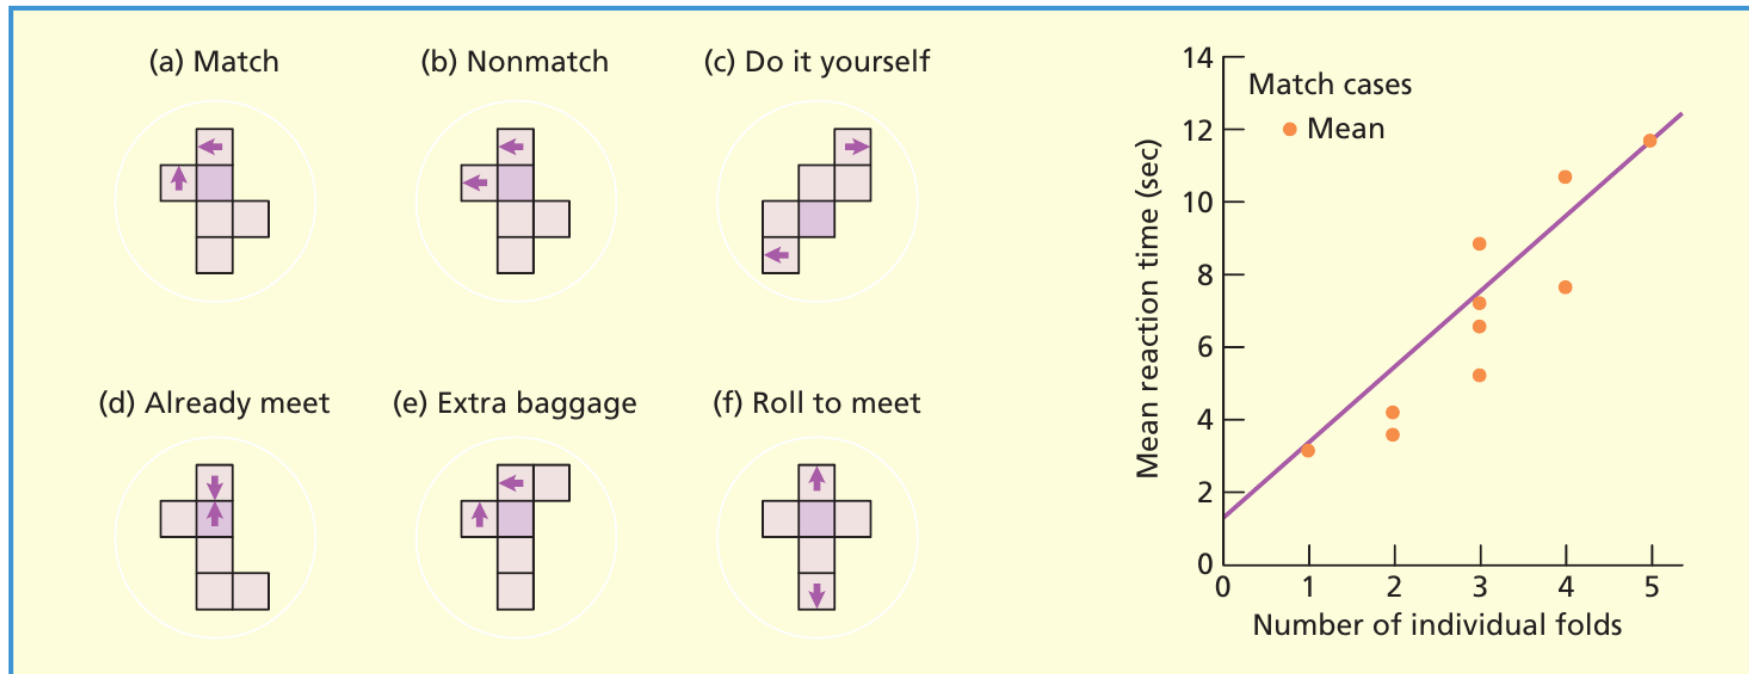 (a) Match
(b) Nonmatch
(c) Do it yourself
(d) Already meet
(e) Extra baggage
(f) Roll to meet
Mean reaction time (sec)
14
12
10
8
6
4
2
0
Match cases
Mean
0
1
2
3
4
5
Number of individual folds